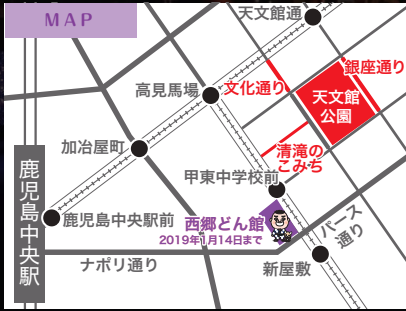 MAP
天文館通
銀座通り
高見馬場
文化通り
天文館
公園
加治屋町
清滝の
こみち
甲東中学校前
鹿児島中央駅
鹿児島中央駅前
西郷どん館
2019年1月14日まで
パース
通り
ナポリ通り
新屋敷